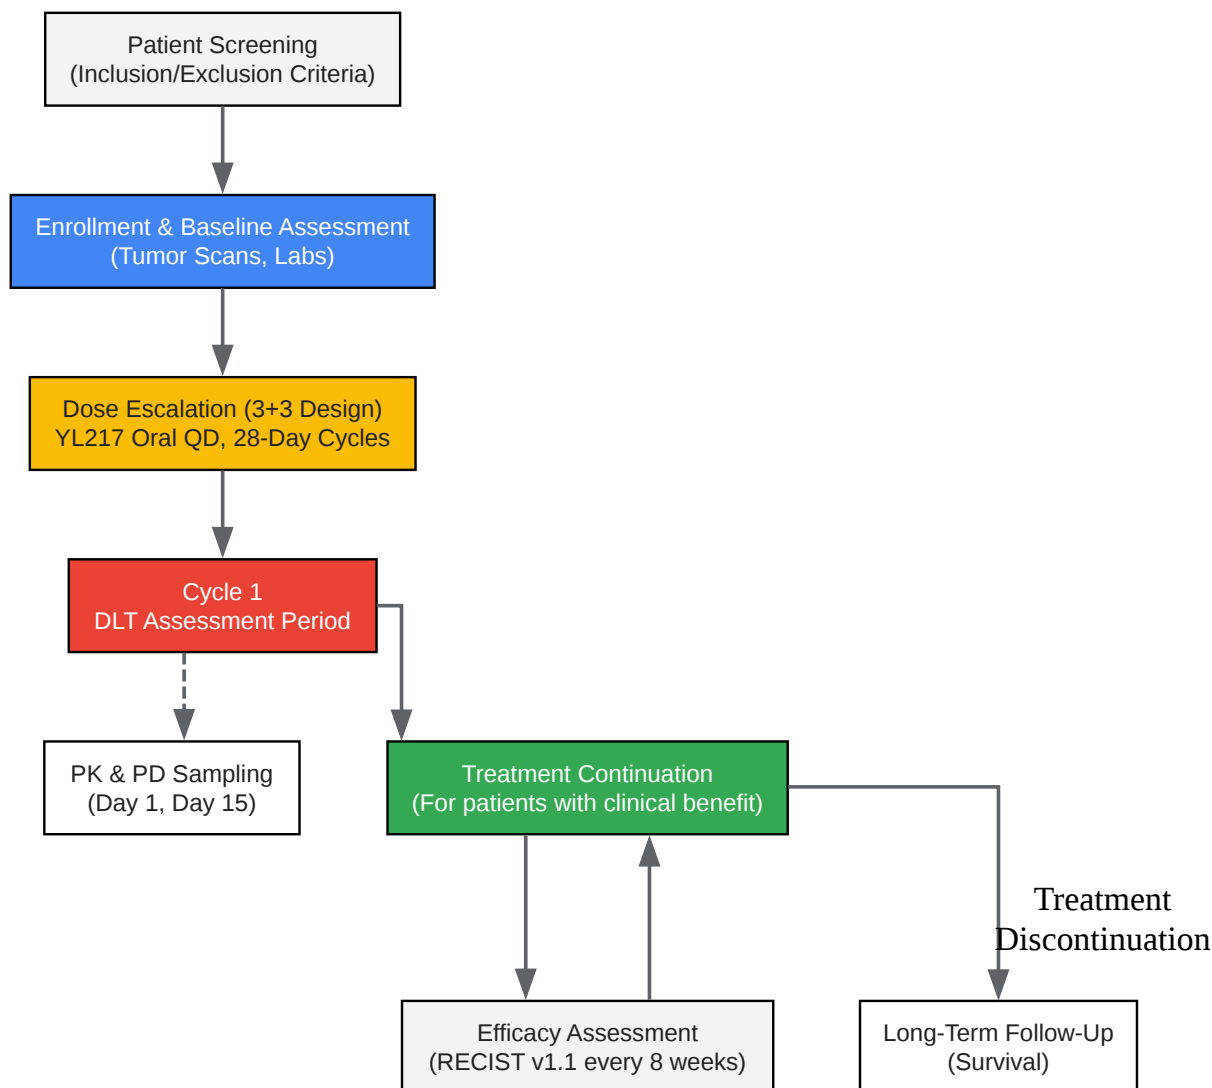 Patient Screening
(Inclusion/Exclusion Criteria)
Enrollment & Baseline Assessment
(Tumor Scans, Labs)
Dose Escalation (3+3 Design)
YL217 Oral QD, 28-Day Cycles
Cycle 1
DLT Assessment Period
PK & PD Sampling
(Day 1, Day 15)
Treatment Continuation
(For patients with clinical benefit)
Treatment
Discontinuation
Efficacy Assessment
(RECIST v1.1 every 8 weeks)
Long-Term Follow-Up
(Survival)